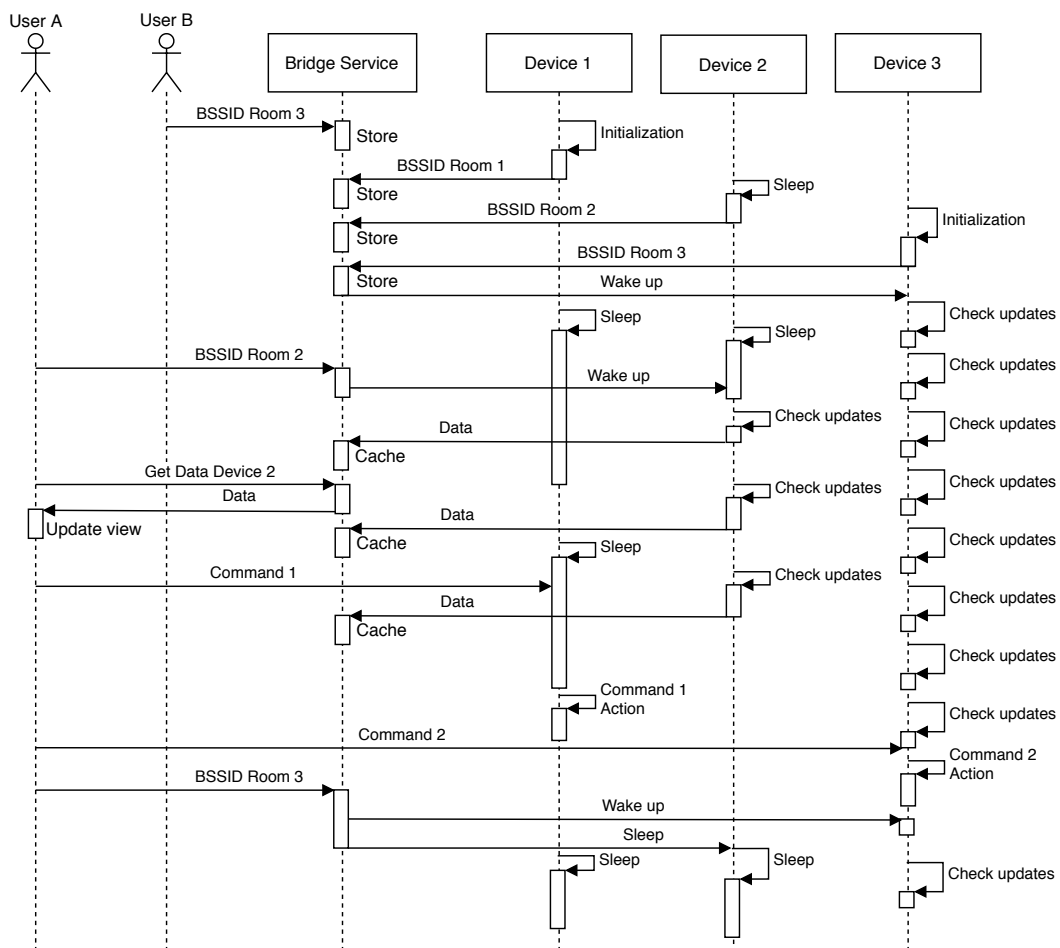 User A
User B
Bridge Service
Device 1
Device 2
Device 3
BSSID Room 3
Store
Initialization
BSSID Room 1
Store
Sleep
BSSID Room 2
Store
Initialization
BSSID Room 3
Store
Wake up
Check updates
Sleep
Sleep
BSSID Room 2
Wake up
Check updates
Check updates
Data
Cache
Check updates
Get Data Device 2
Data
Update view
Check updates
Check updates
Data
Cache
Sleep
Check updates
Command 1
Check updates
Data
Cache
Check updates
Check updates
Command 1
Action
Check updates
Command 2
Command 2
Action
BSSID Room 3
Wake up
Sleep
Sleep
Sleep
Check updates